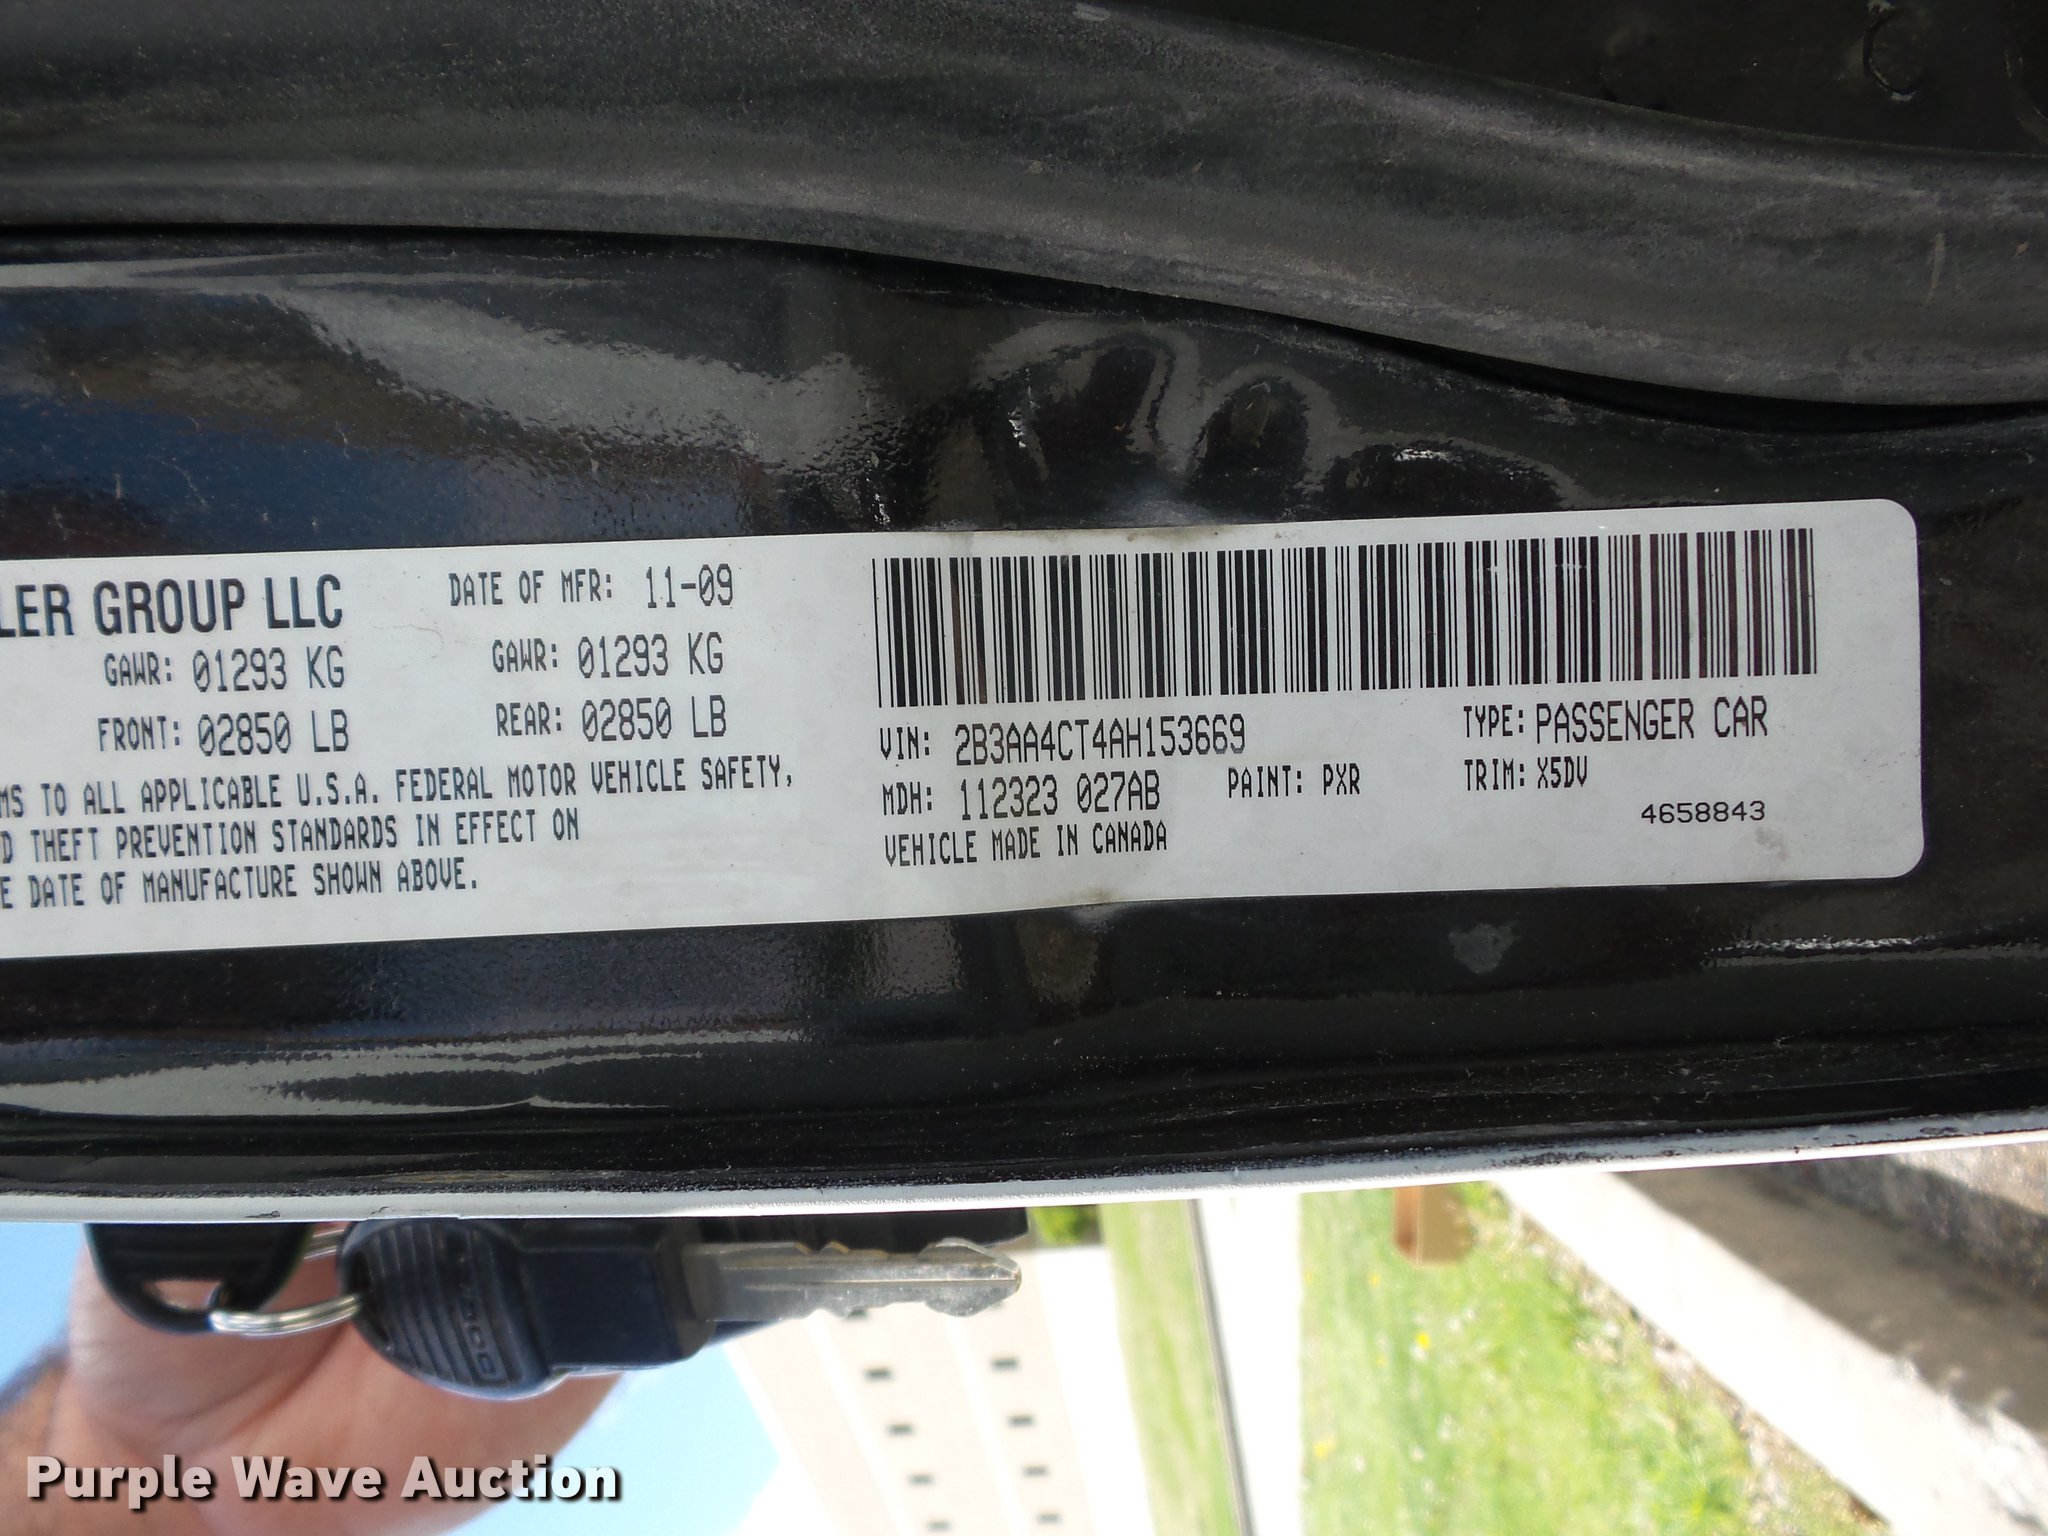 LER GROUP LLC
DATE OF MFR: 11-09
GAWR: 01293 KG
GAWR: 01293 KG
FRONT: 02850 LB
REAR: 02850 LB
MS TO ALL APPLICABLE U.S.A. FEDERAL MOTOR VEHICLE SAFETY,
D THEFT PREVENTION STANDARDS IN EFFECT ON
E DATE OF MANUFACTURE SHOWN ABOVE.
VIN: 2B3AA4CT4AH153669
TYPE: PASSENGER CAR
MDH: 112323 027AB
PAINT: PXR
TRIM: X5DV
VEHICLE MADE IN CANADA
4658843
Purple Wave Auction